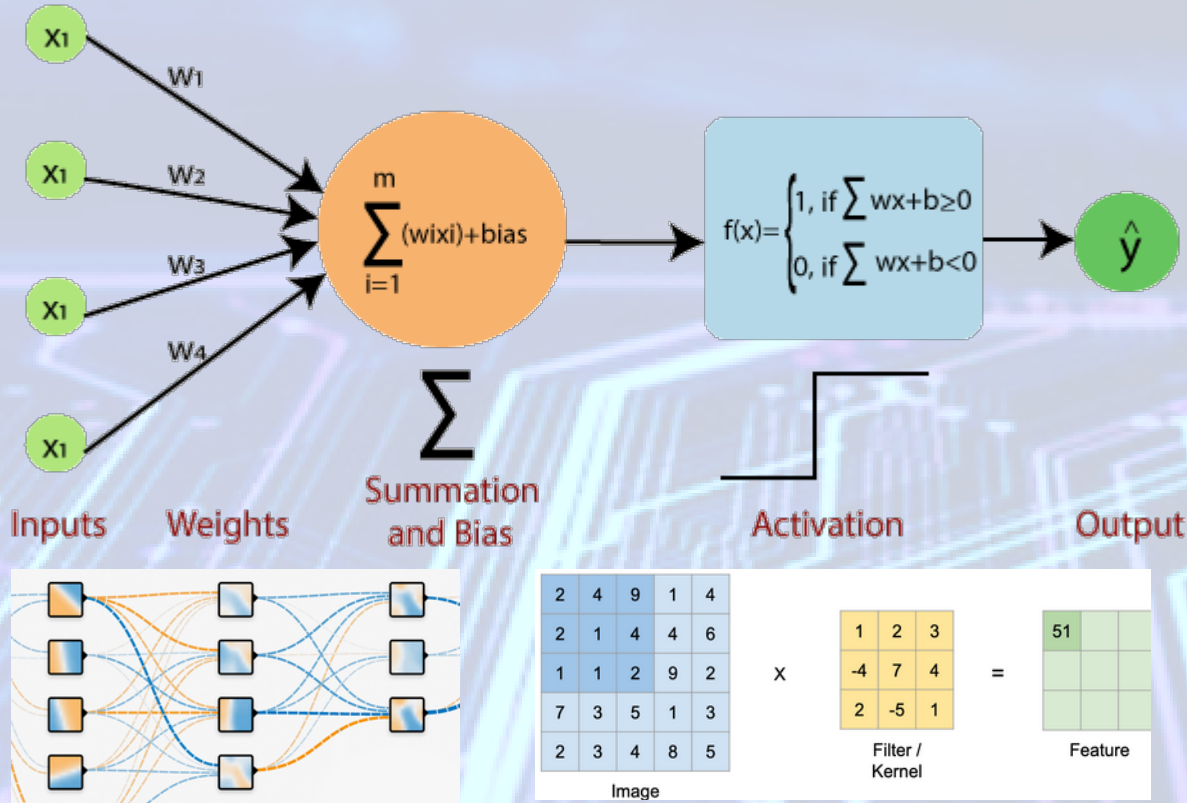 x1
w1
x1
w2
w3
x1
w4
x1
m
∑ (wixi)+bias
i=1
f(x)={1, if ∑ wx+b≥0
0, if ∑ wx+b<0
ŷ
∑
Summation
and Bias
Inputs
Weights
Activation
Output
2 4 9 1 4
2 1 4 4 6
1 1 2 9 2
7 3 5 1 3
2 3 4 8 5
Image
x
1 2 3
-4 7 4
2 -5 1
Filter /
Kernel
=
51
Feature